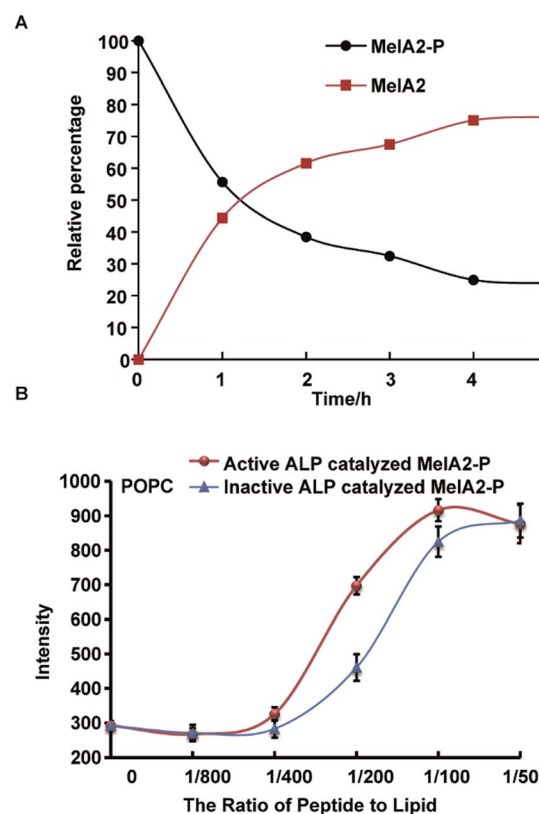 A
MelA2-P
MelA2
Relative percentage
100
90
80
70
60
50
40
30
20
10
0
0 1 2 3 4
Time/h
B
Active ALP catalyzed MelA2-P
POPC Inactive ALP catalyzed MelA2-P
Intensity
1000
900
800
700
600
500
400
300
200
0 1/800 1/400 1/200 1/100 1/50
The Ratio of Peptide to Lipid